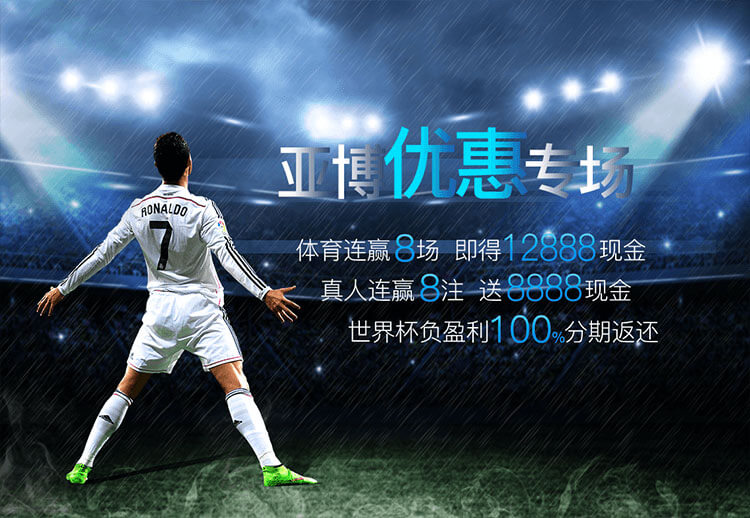 亚博优惠专场
RONALDO
7
体育连赢8场 即得12888现金
真人连赢8注 送8888现金
世界杯负盈利100%分期返还